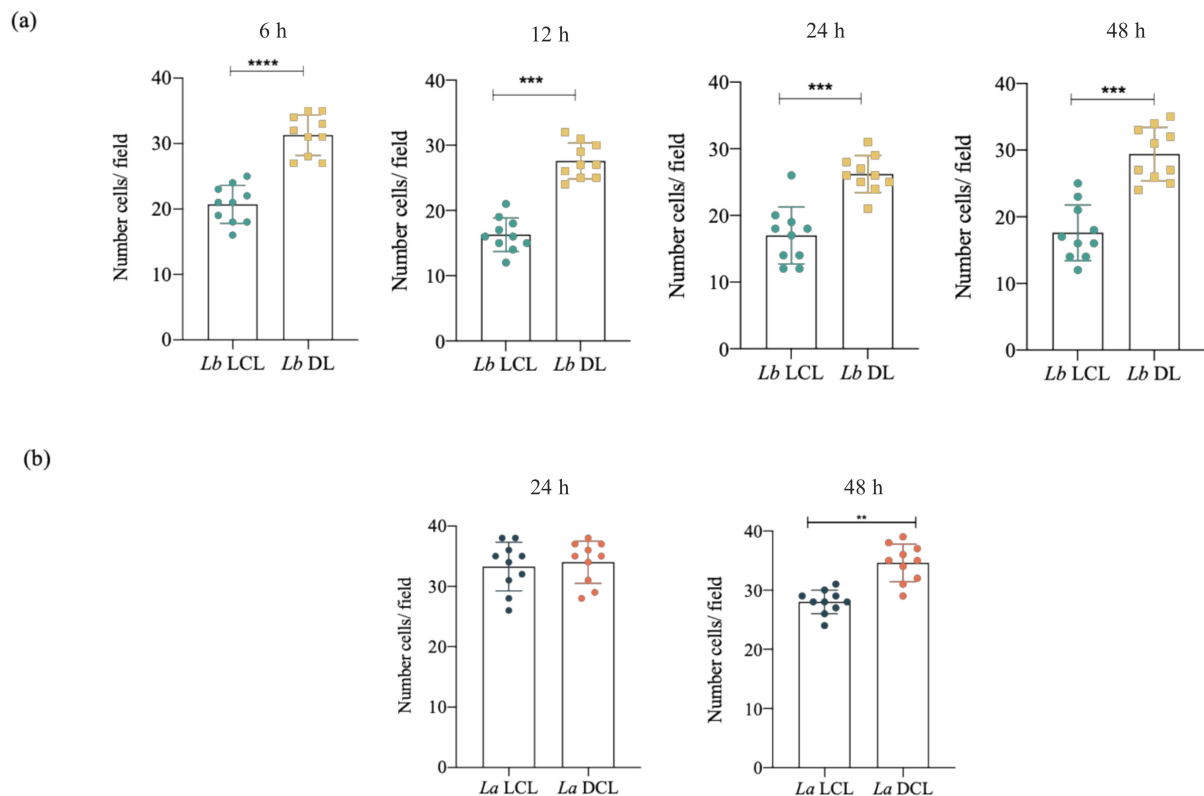 (a)
6 h
12 h
24 h
48 h
****
***
***
***
Number cells/ field
40
30
20
10
0
Lb LCL Lb DL
Number cells/ field
40
30
20
10
0
Lb LCL Lb DL
Number cells/ field
40
30
20
10
0
Lb LCL Lb DL
Number cells/ field
40
30
20
10
0
Lb LCL Lb DL
(b)
24 h
48 h
**
Number cells/ field
40
30
20
10
0
La LCL La DCL
Number cells/ field
40
30
20
10
0
La LCL La DCL